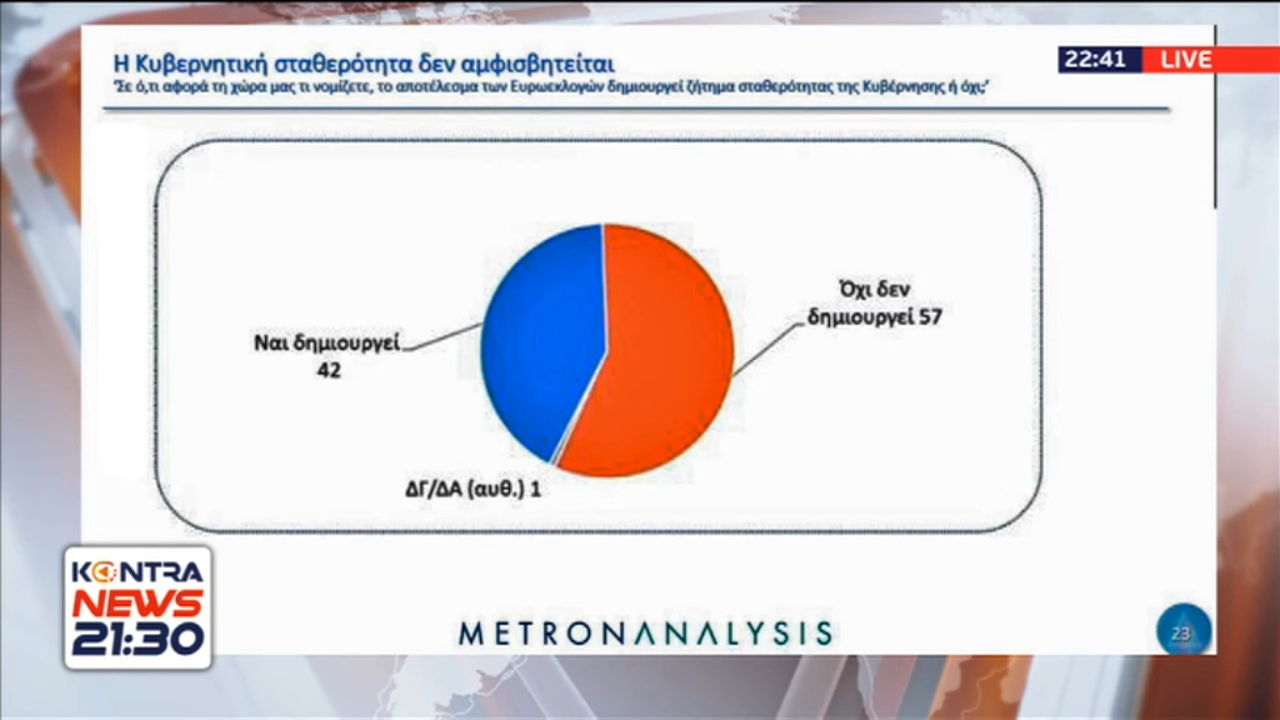 Η Κυβερνητική σταθερότητα δεν αμφισβητείται
'Σε ό,τι αφορά τη χώρα μας τι νομίζετε, το αποτέλεσμα των Ευρωεκλογών δημιουργεί ζήτημα σταθερότητας της Κυβέρνησης ή όχι;'
22:41 LIVE
Όχι δεν
δημιουργεί 57
Ναι δημιουργεί
42
ΔΓ/ΔΑ (αυθ.) 1
KONTRA
NEWS
21:30
METRONANALYSIS
23